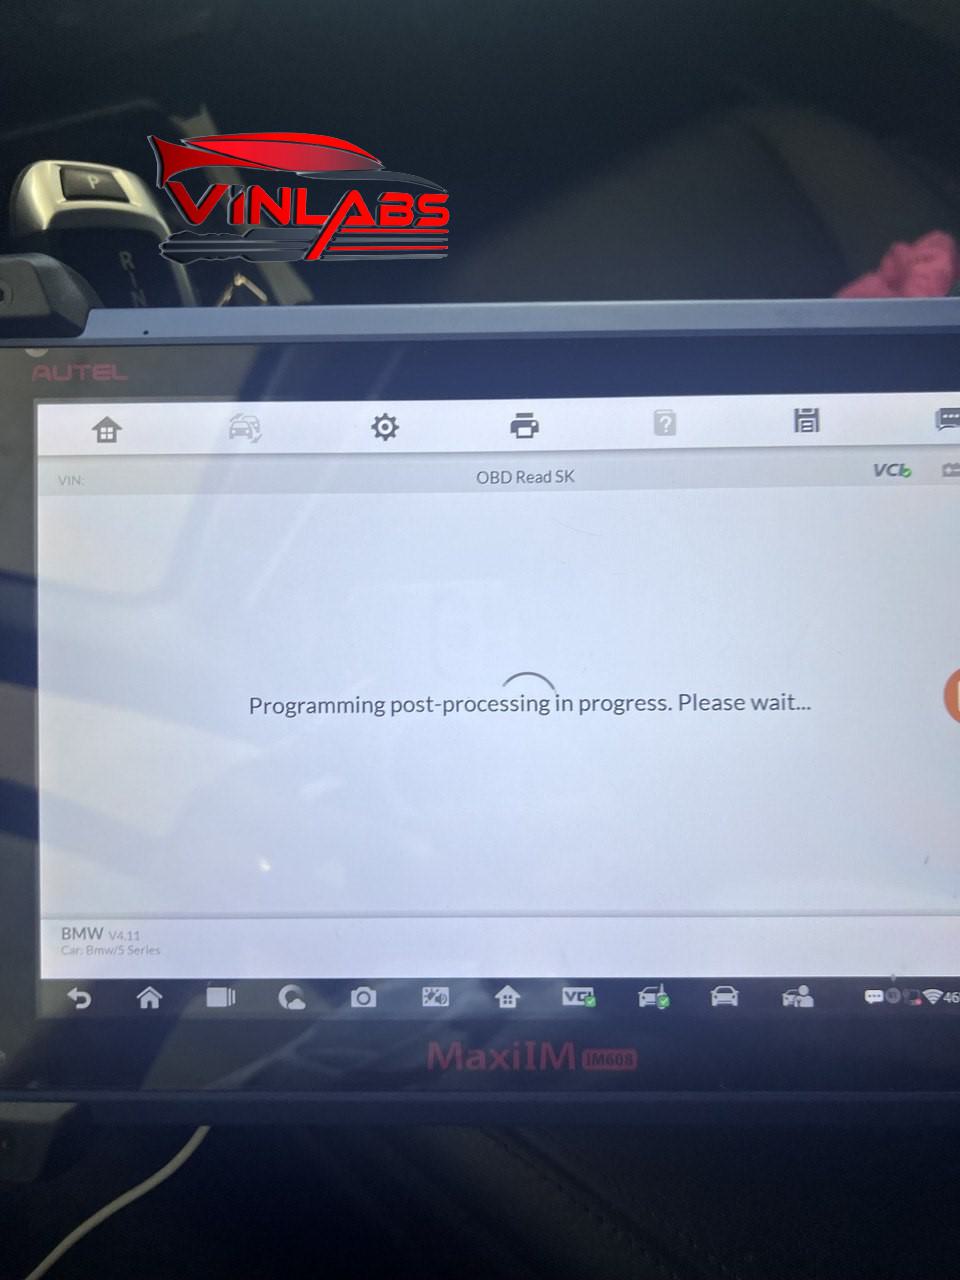 P
VINLABS
R
N
AUTEL
VIN:
OBD Read SK
VCI
Programming post-processing in progress. Please wait...
BMW V4.11
Car: Bmw/5 Series
VCI
46
MaxiIM IM608